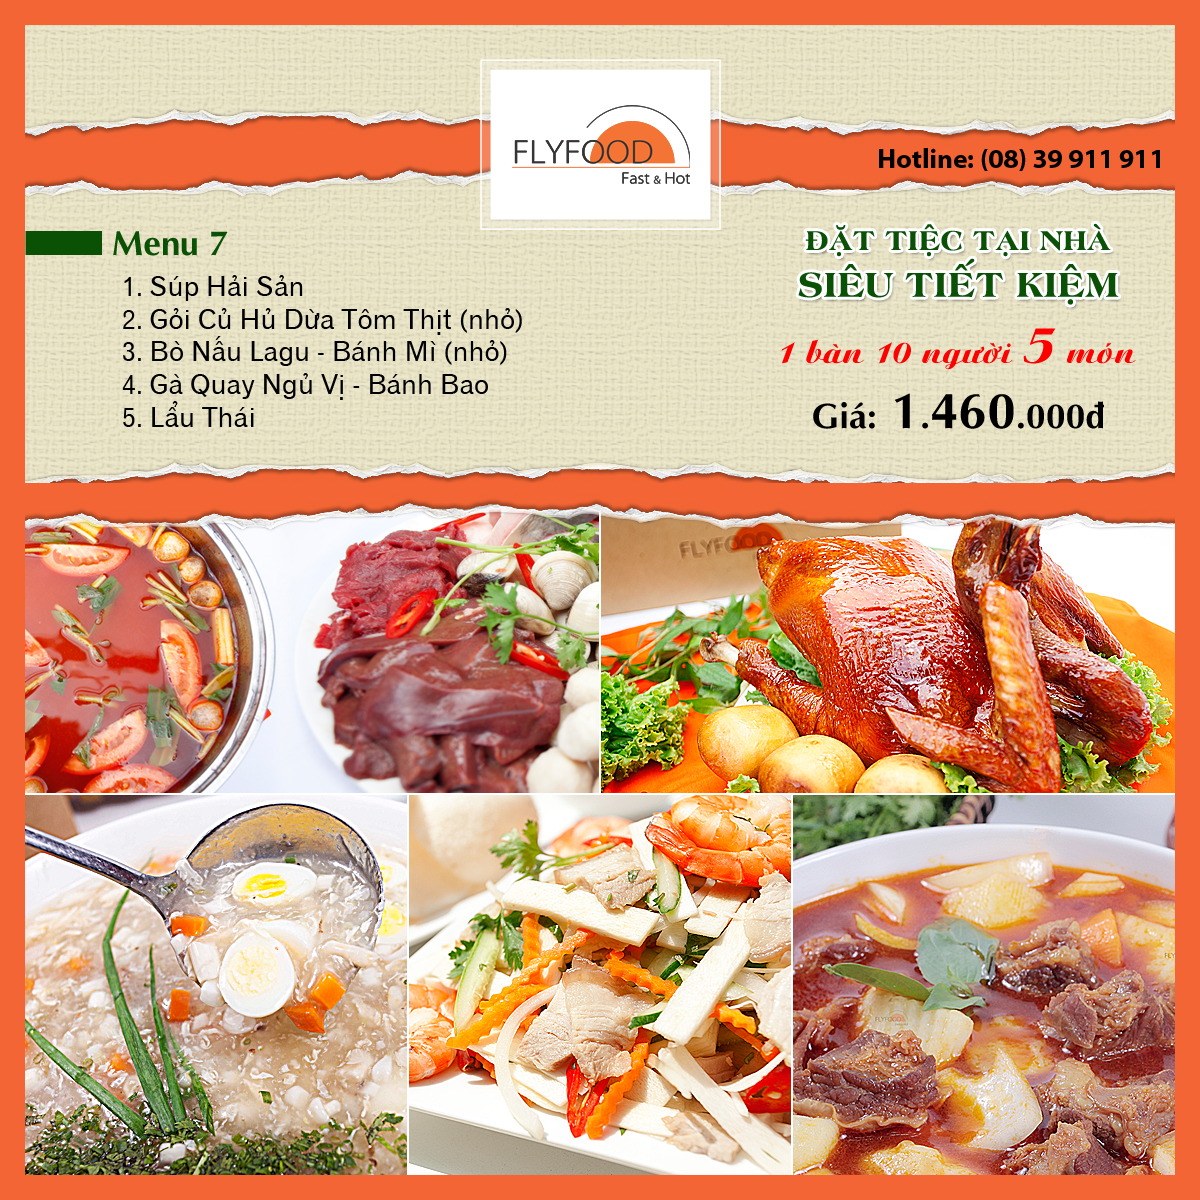 FLYFOOD
Fast & Hot
Hotline: (08) 39 911 911
Menu 7
1. Súp Hải Sản
2. Gỏi Củ Hủ Dừa Tôm Thịt (nhỏ)
3. Bò Nấu Lagu - Bánh Mì (nhỏ)
4. Gà Quay Ngủ Vị - Bánh Bao
5. Lẩu Thái
ĐẶT TIỆC TẠI NHÀ
SIÊU TIẾT KIỆM
1 bàn 10 người 5 món
Giá: 1.460.000đ
FLYFOOD
FLYFOOD